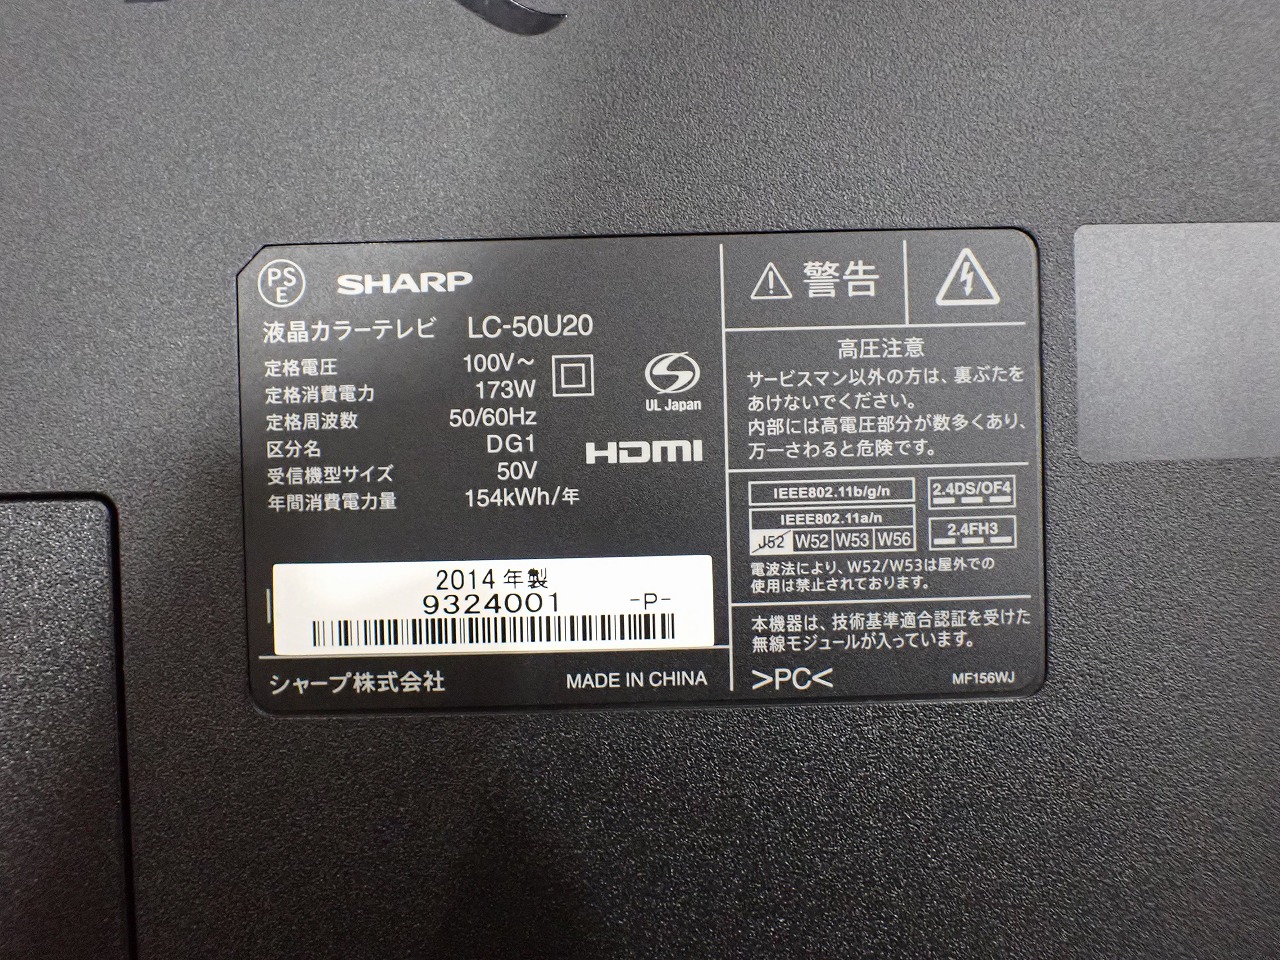 PS
E
SHARP
液晶カラーテレビ LC-50U20
定格電圧 100V～
定格消費電力 173W
定格周波数 50/60Hz
区分名 DG1
受信機型サイズ 50V
年間消費電力量 154kWh/年
UL Japan
HDMI
2014年製
9324001 -P-
シャープ株式会社 MADE IN CHINA
警告
高圧注意
サービスマン以外の方は、裏ぶたを
あけないでください。
内部には高電圧部分が数多くあり、
万一さわると危険です。
IEEE802.11b/g/n
IEEE802.11a/n
J52 W52 W53 W56
2.4DS/OF4
2.4FH3
電波法により、W52/W53は屋外での
使用は禁止されております。
本機器は、技術基準適合認証を受けた
無線モジュールが入っています。
>PC< MF156WJ